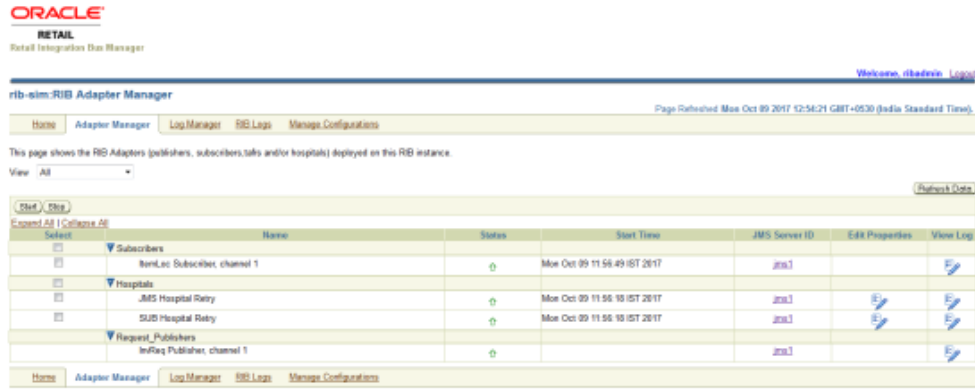 ORACLE'
RETAIL
Retail Integration Bus Manager
Welcome, ribadmin Logout
rib-sim:RIB Adapter Manager
Page Refreshed Mon Oct 09 2017 12:54:21 GMT+0530 (India Standard Time).
Home Adapter Manager Log Manager RIB Logs Manage Configurations
This page shows the RIB Adapters (publishers, subscribers,tafrs and/or hospitals) deployed on this RIB instance.
View All
Refresh Data
Start Stop
Expand All | Collapse All
Select Name Status Start Time JMS Server ID Edit Properties View Log
Subscribers
ItemLoc Subscriber, channel 1 Mon Oct 09 11:56:49 IST 2017 jms1
Hospitals
JMS Hospital Retry Mon Oct 09 11:56:18 IST 2017 jms1
SUB Hospital Retry Mon Oct 09 11:56:18 IST 2017 jms1
Request_Publishers
InvReq Publisher, channel 1 jms1
Home Adapter Manager Log Manager RIB Logs Manage Configurations